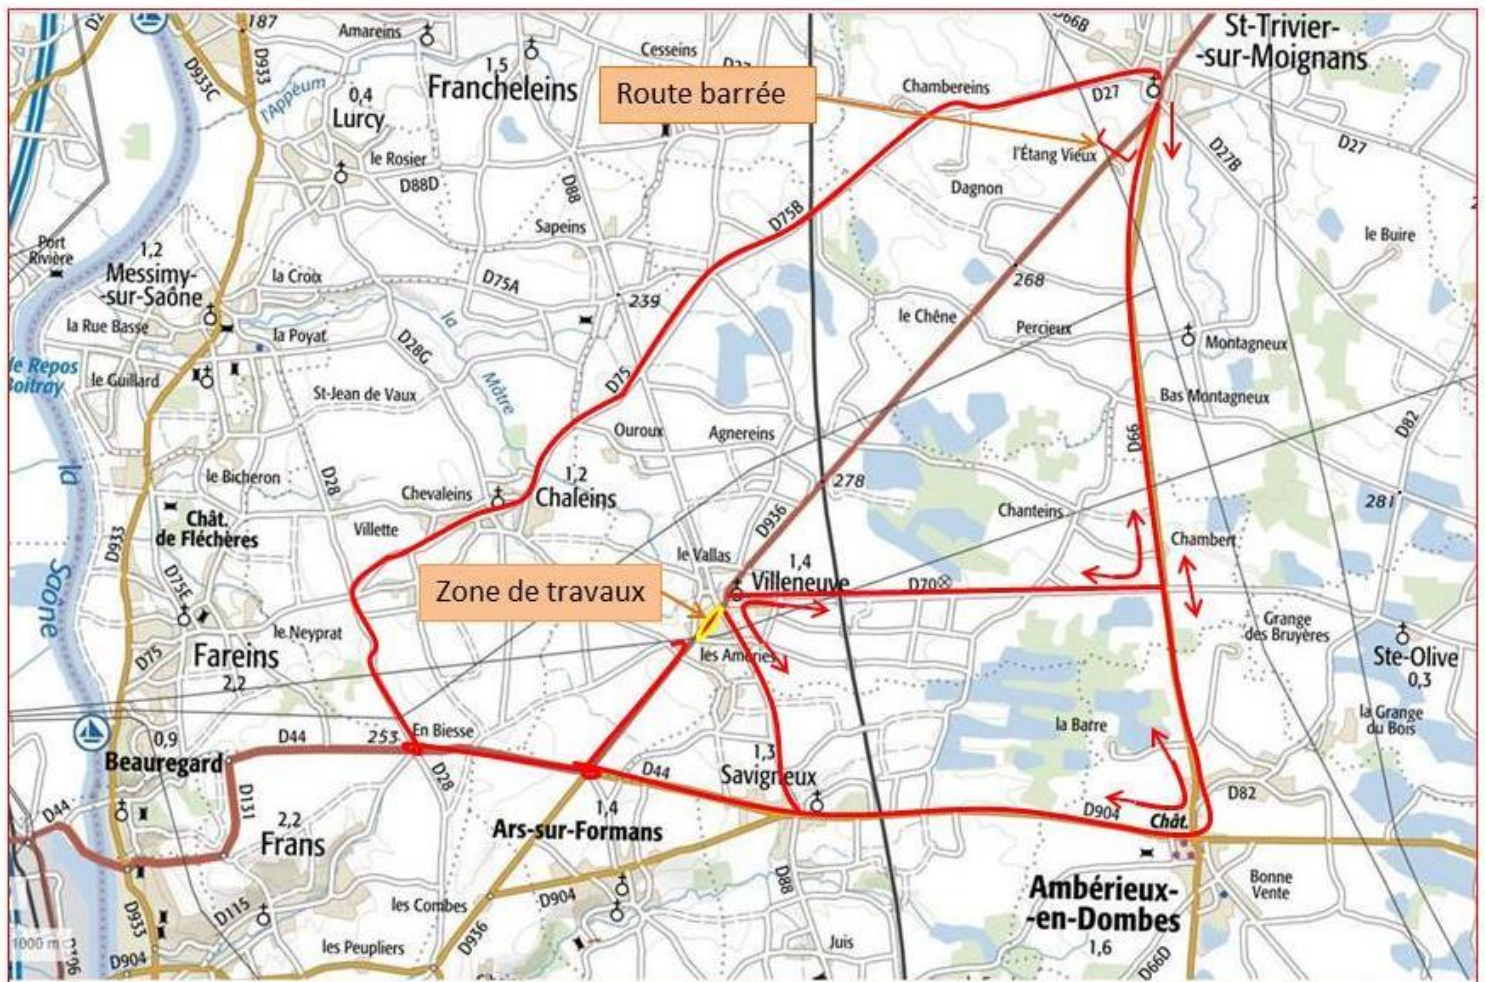 187
Amareins
Cesseins
D66B
St-Trivier-
-sur-Moignans
D933C
D933
l'Appéum
1,5
Francheleins
Route barrée
Chambereins
D27
0,4
Lurcy
le Rosier
D88D
D88
l'Étang Vieux
D27B
D27
Dagnon
Sapeins
D75B
Port
Rivière
1,2
Messimy-
-sur-Saône
la Croix
D75A
239
268
le Buire
la Rue Basse
la Poyat
la
Mâtre
le Chêne
Percieux
Montagneux
D28G
le Repos
Boitray
le Guillard
St-Jean de Vaux
D75
Bas Montagneux
Ouroux
Agnereins
D66
D82
la
Saône
le Bicheron
D28
Chevaleins
1,2
Chaleins
278
281
Chât.
de Fléchères
Villette
D936
Chanteins
Chambert
D933
le Vallas
1,4
Villeneuve
D70
D75E
Zone de travaux
le Neyprat
Grange
des Bruyères
D75
Fareins
2,2
les Amories
Ste-Olive
0,3
la Barre
la Grange
du Bois
0,9
Beauregard
D44
253
En Biesse
D28
1,3
Savigneux
D44
D82
D131
D44
2,2
Frans
1,4
Ars-sur-Formans
D904
Chât.
D88
Ambérieux-
-en-Dombes
1,6
Bonne
Vente
D115
les Combes
D904
D936
D933
les Peupliers
Juis
1000 m
D904
D66D